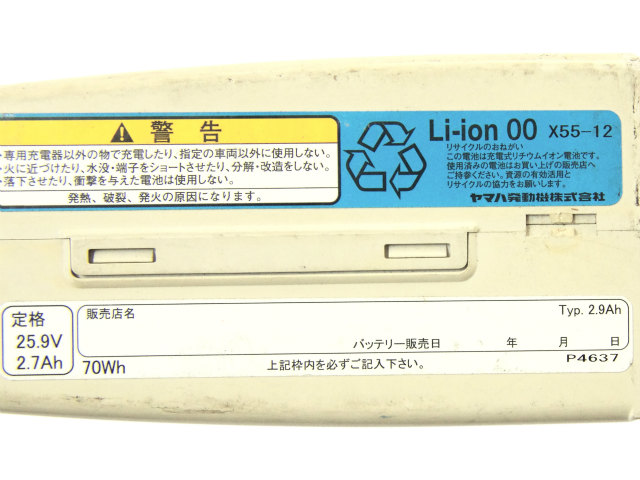 警告
・専用充電器以外の物で充電したり、指定の車両以外に使用しない。
・火に近づけたり、水没・端子をショートさせたり、分解・改造をしない。
・落下させたり、衝撃を与えた電池は使用しない。
発熱、破裂、発火の原因になります。
Li-ion 00 X55-12
リサイクルのおねがい
この電池は充電式リチウムイオン電池です。
使用済みの電池はお買い上げの販売店へ
ご持参ください。資源の有効活用と
リサイクルの協力をお願いします。
ヤマハ発動機株式会社
定格
25.9V
2.7Ah
販売店名
Typ. 2.9Ah
バッテリー販売日 年 月 日
70Wh
上記枠内を必ずご記入下さい。
P4637